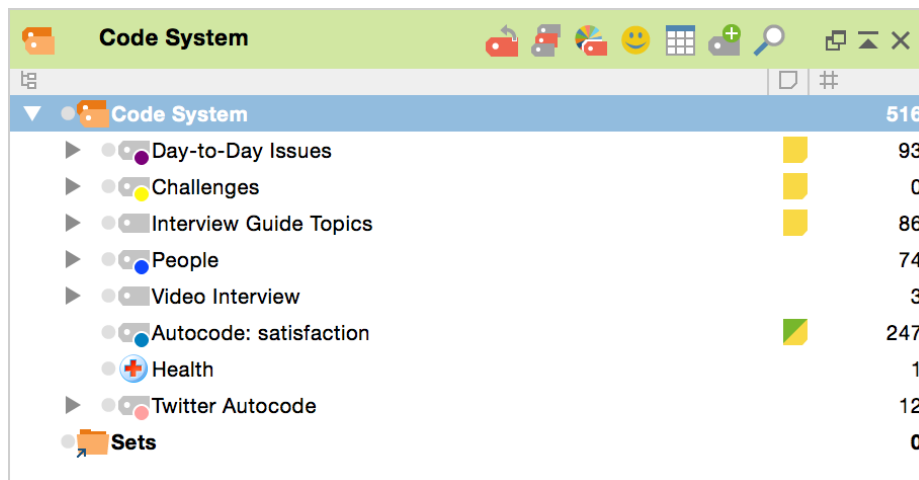 Code System
#
Code System 516
Day-to-Day Issues 93
Challenges 0
Interview Guide Topics 86
People 74
Video Interview 3
Autocode: satisfaction 247
Health 1
Twitter Autocode 12
Sets 0